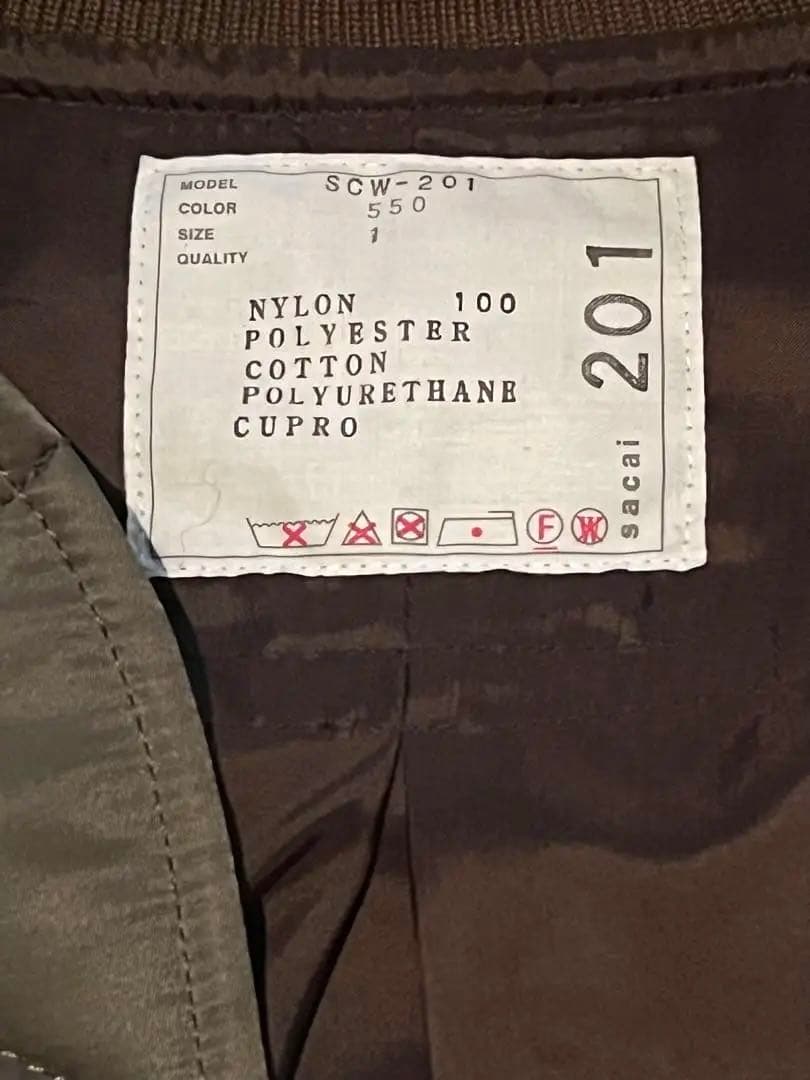 MODEL SCW-201
COLOR 550
SIZE 1
QUALITY
NYLON 100
POLYESTER
COTTON
POLYURETHANE
CUPRO
F W
sacai 201